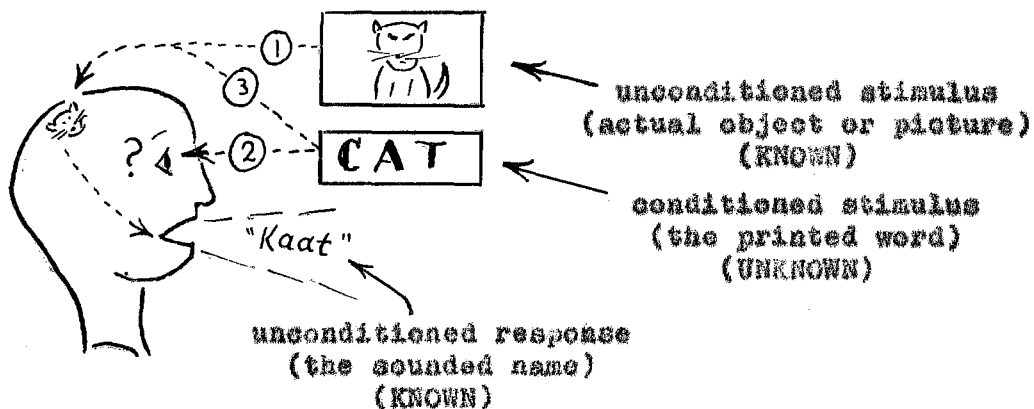 1
3
unconditioned stimulus
(actual object or picture)
(KNOWN)
? 2
CAT
conditioned stimulus
(the printed word)
(UNKNOWN)
"Kaat"
unconditioned response
(the sounded name)
(KNOWN)